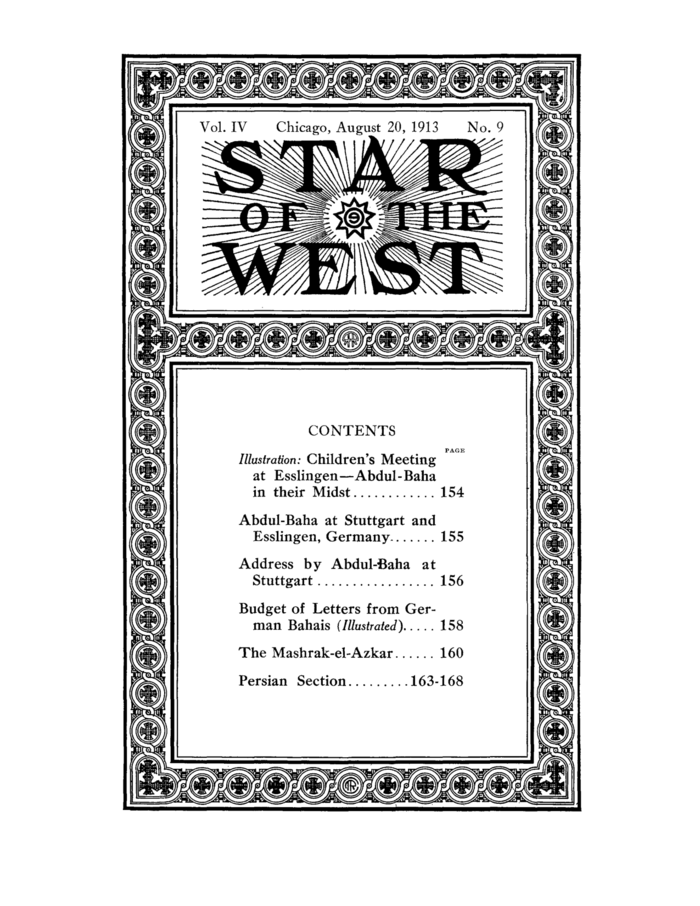 Vol. IV Chicago, August 20, 1913 No. 9
STAR
OF THE
WEST
CONTENTS
PAGE
Illustration: Children's Meeting
at Esslingen—Abdul-Baha
in their Midst............ 154
Abdul-Baha at Stuttgart and
Esslingen, Germany....... 155
Address by Abdul-Baha at
Stuttgart ................. 156
Budget of Letters from Ger-
man Bahais (Illustrated)..... 158
The Mashrak-el-Azkar...... 160
Persian Section.........163-168